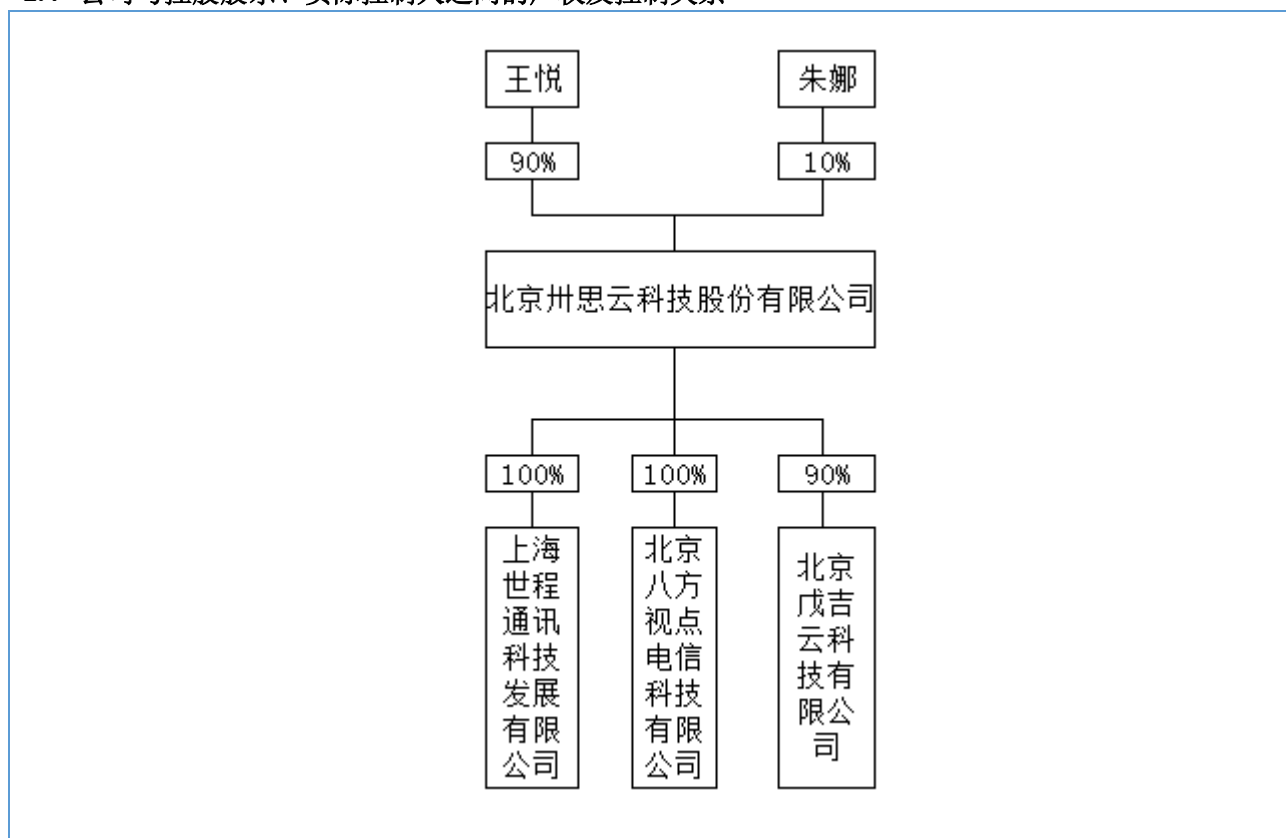 王悦
朱娜
90%
10%
北京卅思云科技股份有限公司
100%
100%
90%
上海
世程
通讯
科技
发展
有限
公司
北京
八方
视点
电信
科技
有限
公司
北京
戊吉
云科
技有
限公
司